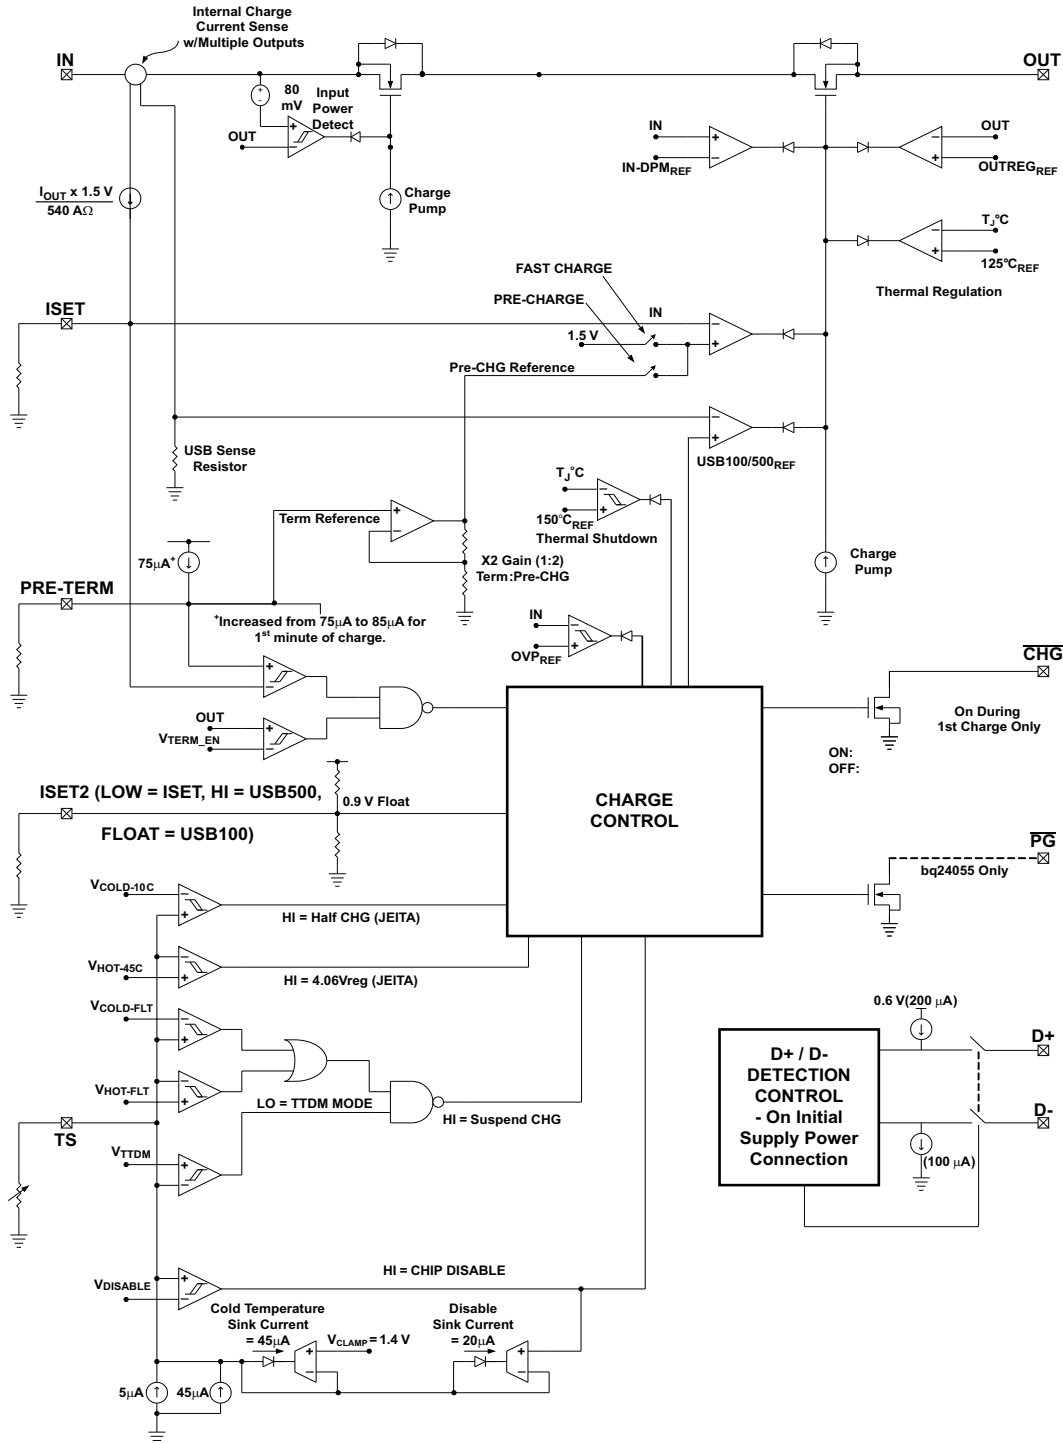 Internal Charge
Current Sense
w/Multiple Outputs
IN
OUT
+
-
80
mV
Input
Power
Detect
OUT
+
−
IN
+
−
IN-DPMREF
OUT
−
+
OUTREGREF
IOUT x 1.5 V
540 AΩ
Charge
Pump
TJ°C
−
+
125°CREF
Thermal Regulation
FAST CHARGE
PRE-CHARGE
ISET
IN
−
+
1.5 V
Pre-CHG Reference
−
+
USB100/500REF
USB Sense
Resistor
TJ°C
−
+
150°CREF
Thermal Shutdown
Term Reference
+
−
X2 Gain (1:2)
Term:Pre-CHG
75μA+
Charge
Pump
PRE-TERM
+Increased from 75μA to 85μA for
1st minute of charge.
IN
−
+
OVPREF
CHG
+
−
On During
1st Charge Only
OUT
+
−
VTERM_EN
ON:
OFF:
ISET2 (LOW = ISET, HI = USB500,
FLOAT = USB100)
0.9 V Float
CHARGE
CONTROL
PG
bq24055 Only
VCOLD-10C
−
+
HI = Half CHG (JEITA)
VHOT-45C
−
+
HI = 4.06Vreg (JEITA)
VCOLD-FLT
−
+
VHOT-FLT
−
+
LO = TTDM MODE
HI = Suspend CHG
0.6 V(200 μA)
D+
D+ / D-
DETECTION
CONTROL
- On Initial
Supply Power
Connection
D-
(100 μA)
TS
VTTDM
+
−
HI = CHIP DISABLE
VDISABLE
+
−
Cold Temperature
Sink Current
= 45μA
VCLAMP = 1.4 V
+
−
Disable
Sink Current
= 20μA
+
−
5μA
45μA